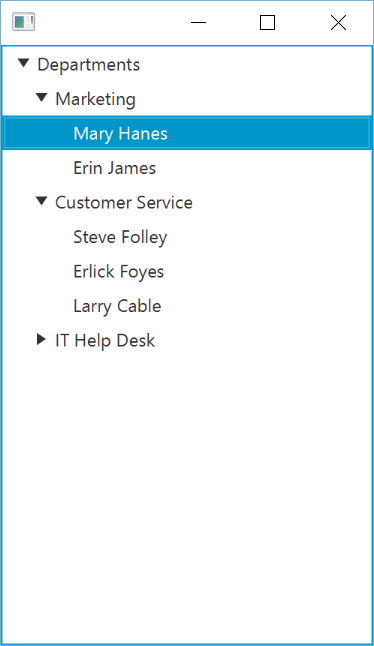 Departments
Marketing
Mary Hanes
Erin James
Customer Service
Steve Folley
Erlick Foyes
Larry Cable
IT Help Desk